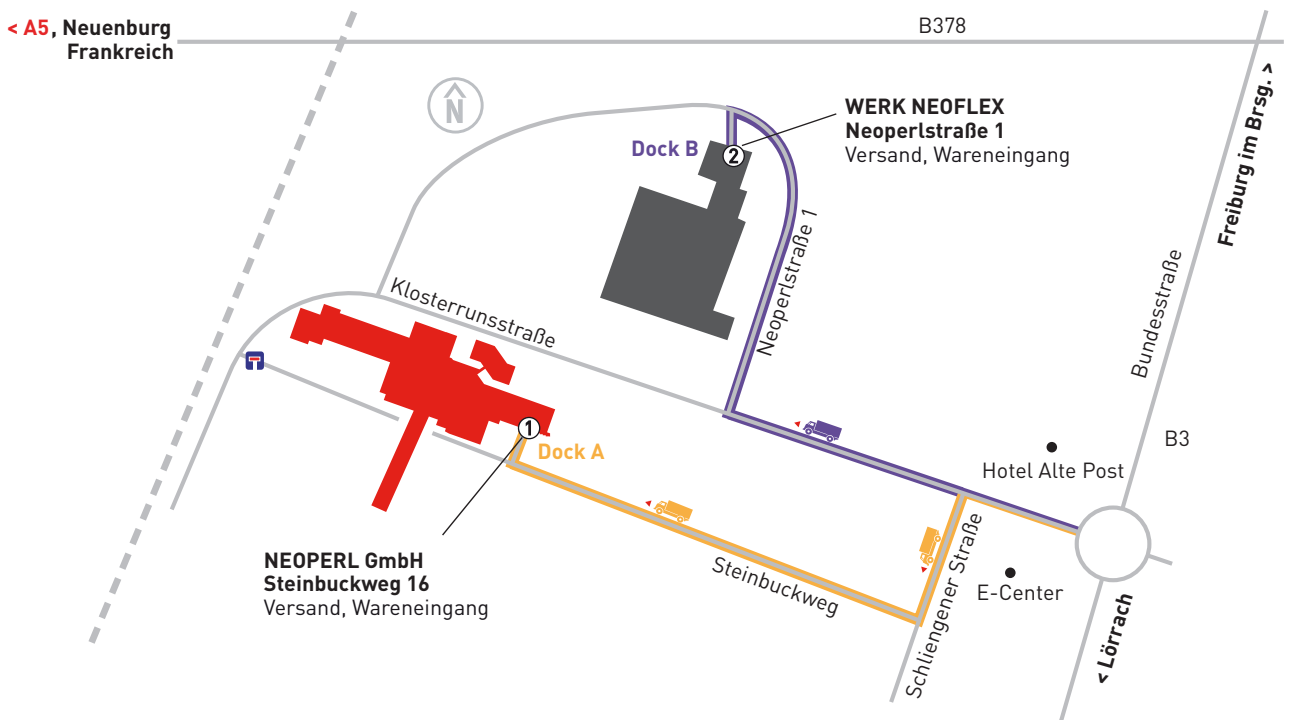 < A5, Neuenburg
Frankreich
B378
N
WERK NEOFLEX
Neoperlstraße 1
Versand, Wareneingang
Dock B
2
Freiburg im Brsg. >
Neoperlstraße 1
Bundesstraße
Klosterrunsstraße
B3
1
Dock A
Hotel Alte Post
NEOPERL GmbH
Steinbuckweg 16
Versand, Wareneingang
Steinbuckweg
Schliengener Straße
E-Center
< Lörrach